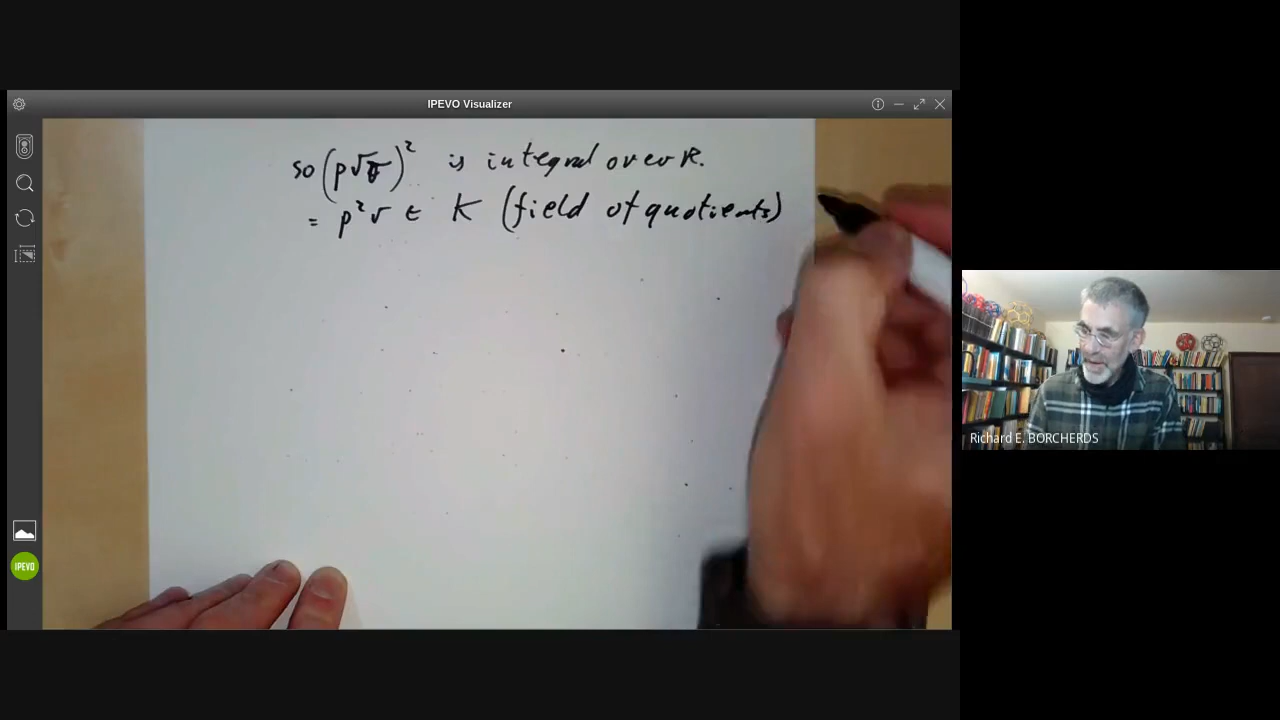 IPEVO Visualizer
so (p√r)² is integral over R.
= p²r ∈ K (field of quotients)
IPEVO
Richard E. BORCHERDS